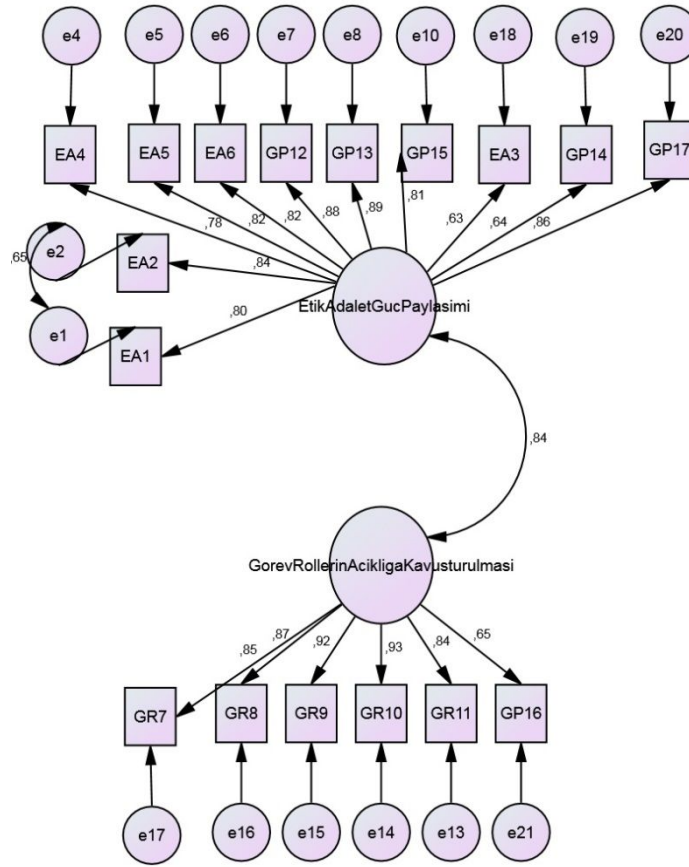 e4 e5 e6 e7 e8 e10 e18 e19 e20
EA4 EA5 EA6 GP12 GP13 GP15 EA3 GP14 GP17
,78 ,82 ,82 ,88 ,89 ,81 ,63 ,64 ,86
,65 e2 EA2 ,84
EtikAdaletGucPaylasimi
e1 EA1 ,80
,84
GorevRollerinAcikligaKavusturulmasi
,85 ,87 ,92 ,93 ,84 ,65
GR7 GR8 GR9 GR10 GR11 GP16
e17 e16 e15 e14 e13 e21